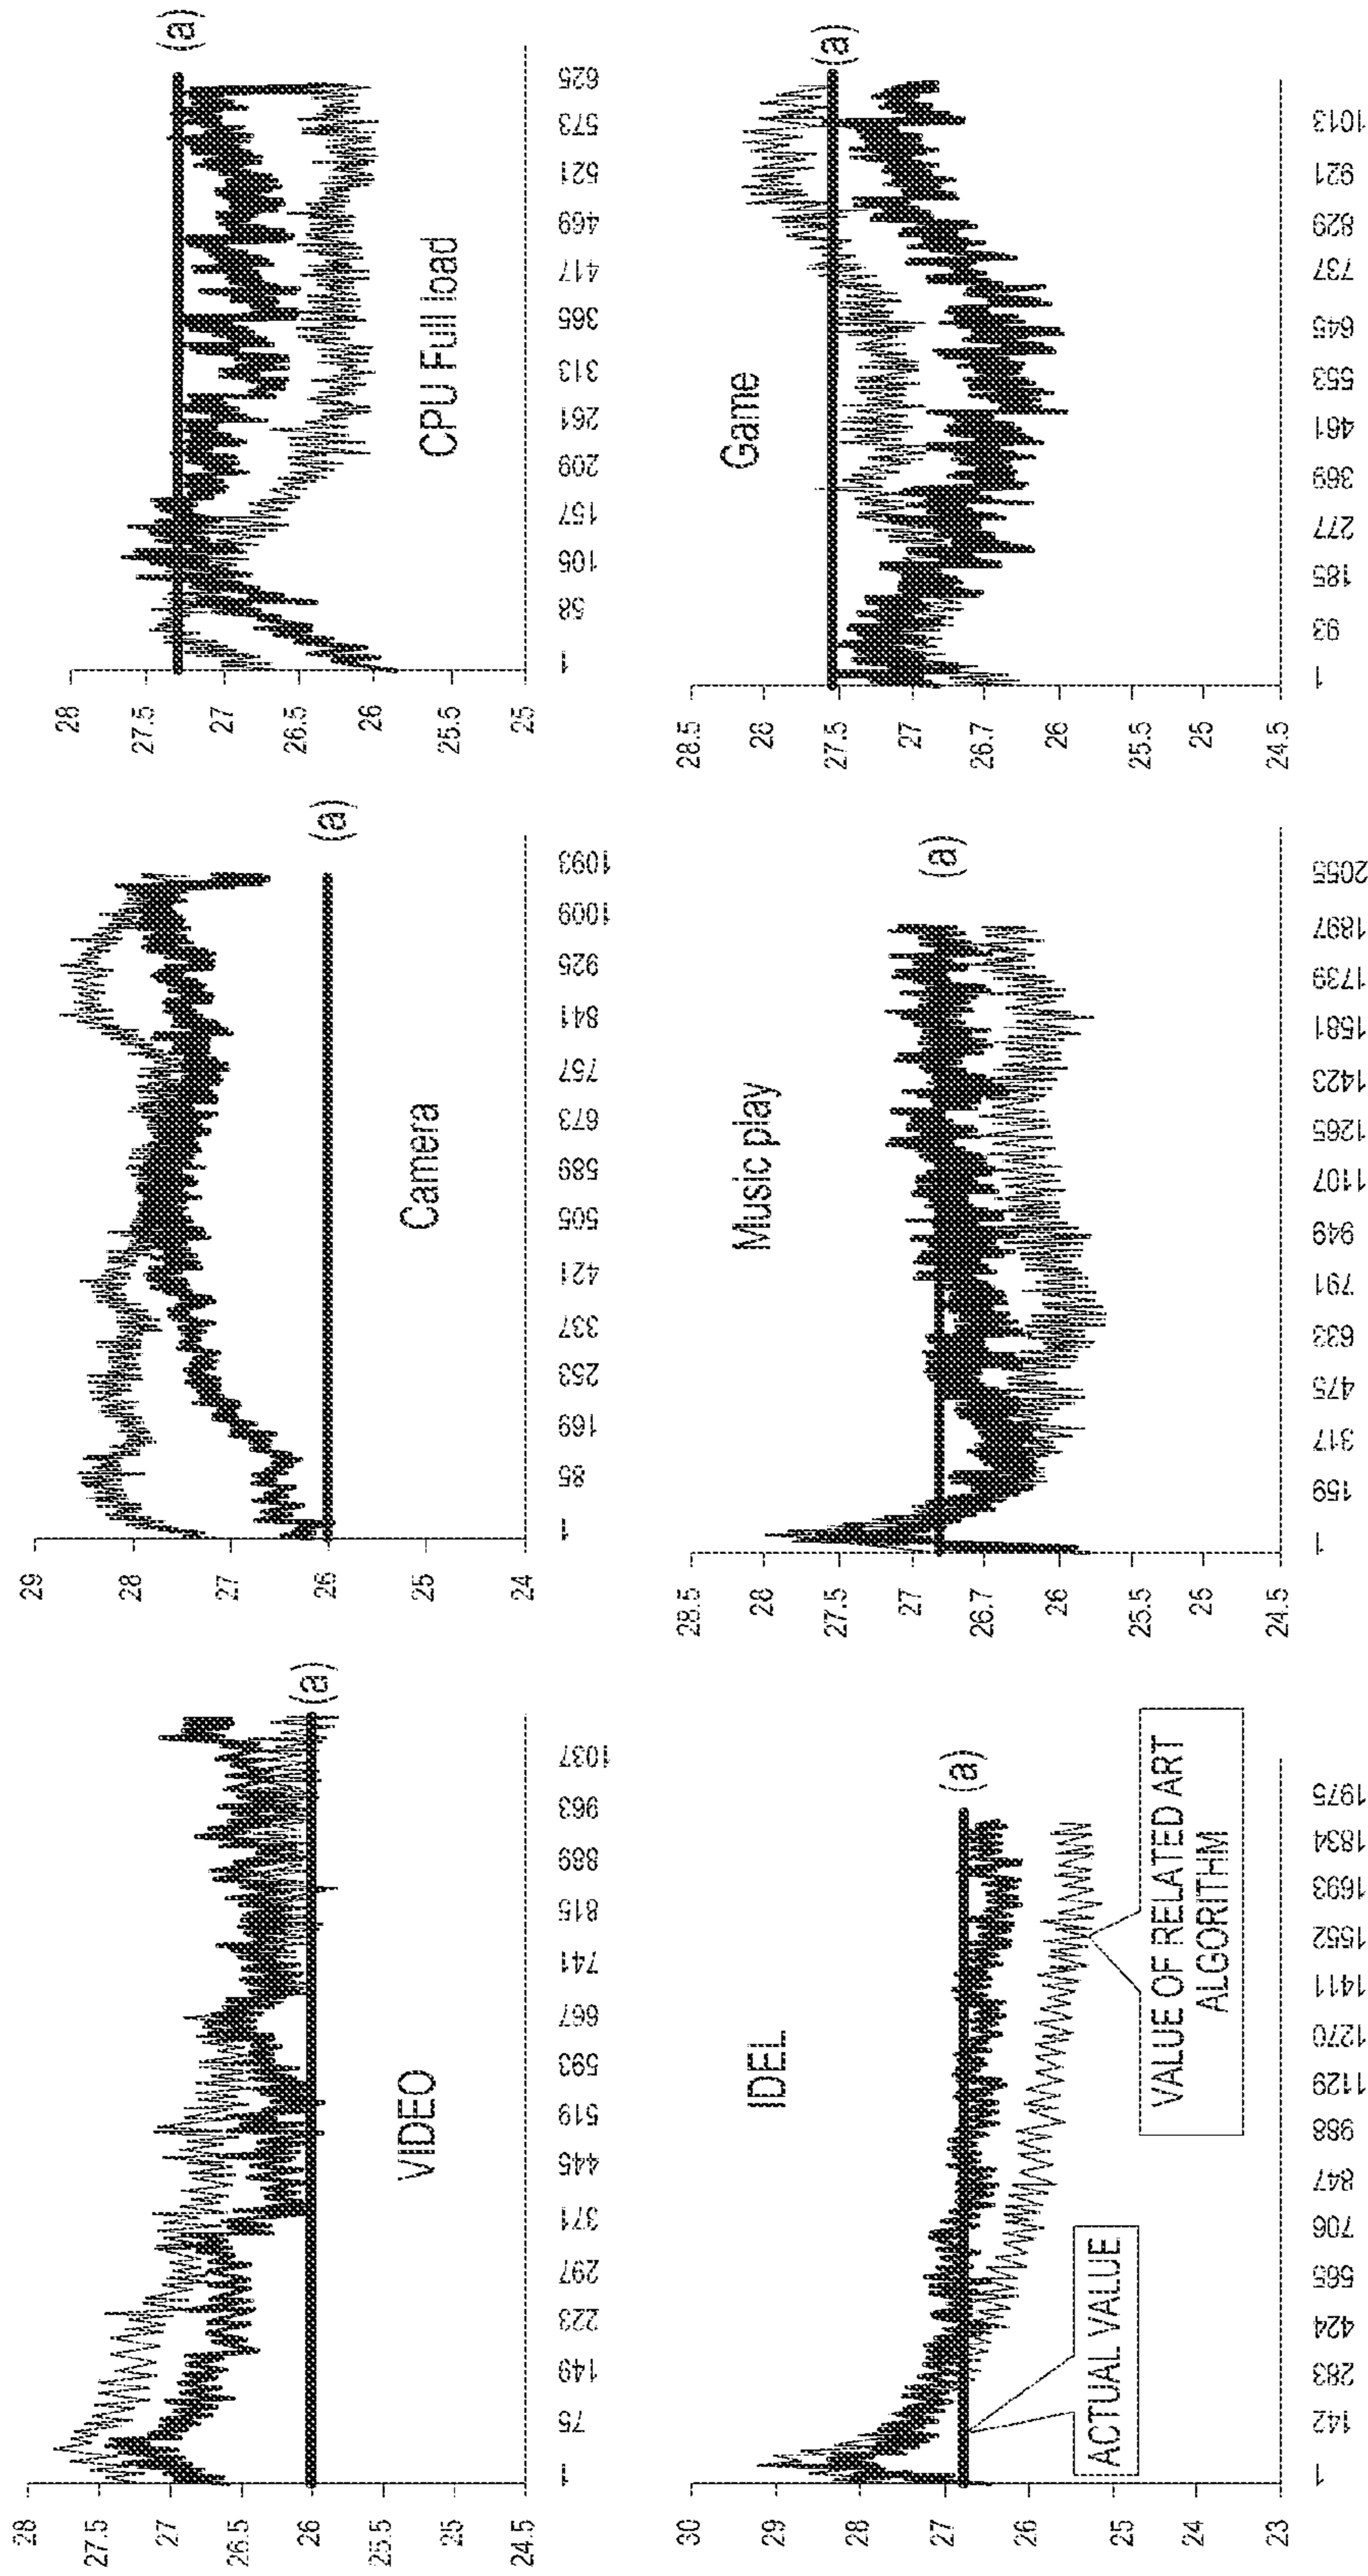 28
27.5
27
26.5
26
25.5
24.5
(a)
VIDEO
1 75 149 223 297 371 445 519 593 667 741 815 889 963 1037
29
28
27
26
25
24
(a)
Camera
1 85 169 253 337 421 505 589 673 757 841 925 1009 1093
28
27.5
27
26.5
26
25.5
25
(a)
CPU Full load
1 53 105 157 209 261 313 365 417 469 521 573 625
30
29
28
27
26
25
24
23
IDEL
(a)
ACTUAL VALUE
VALUE OF RELATED ART
ALGORITHM
1 142 283 424 565 706 847 988 1129 1270 1411 1552 1693 1834 1975
28.5
28
27.5
27
26.7
26
25.5
25
24.5
Music play
(a)
1 159 317 475 633 791 949 1107 1265 1423 1581 1739 1897 2055
28.5
28
27.5
27
26.7
26
25.5
25
24.5
Game
(a)
1 93 185 277 369 461 553 645 737 829 921 1013